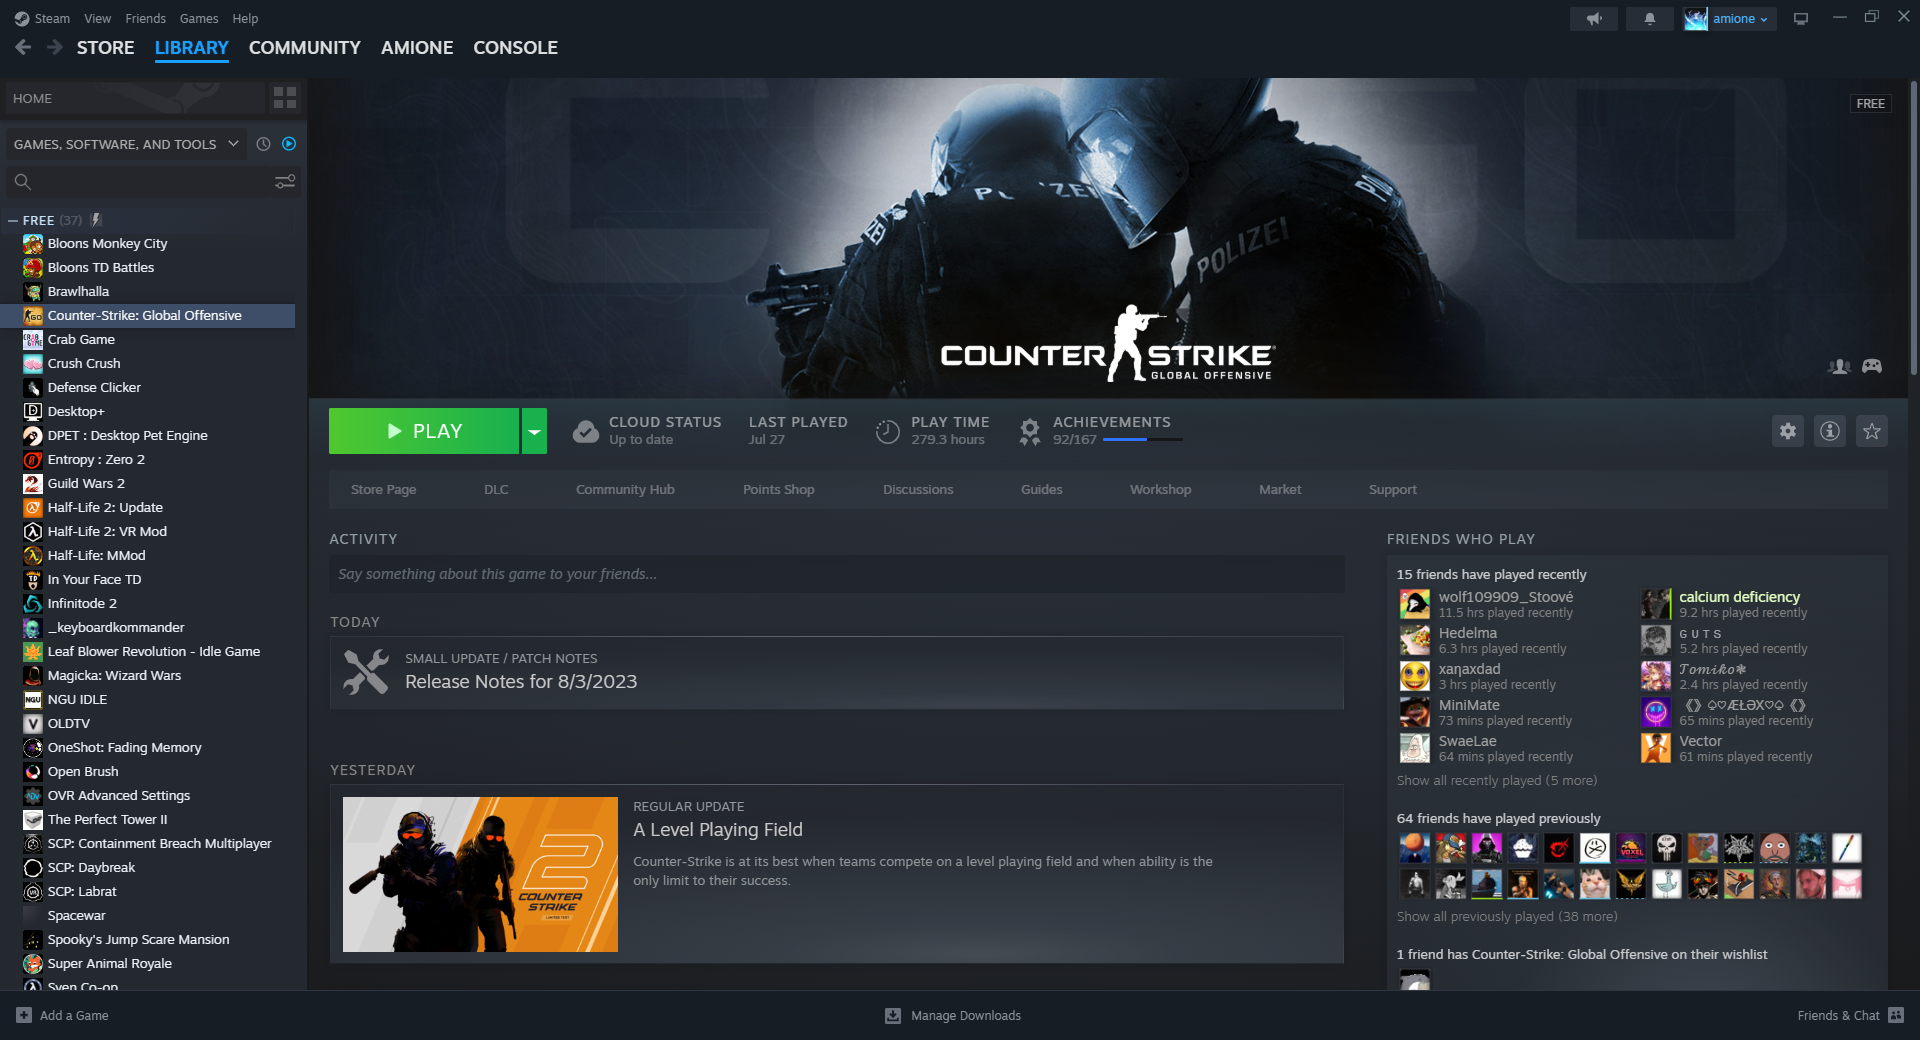 Steam View Friends Games Help
amione
STORE LIBRARY COMMUNITY AMIONE CONSOLE
HOME
GAMES, SOFTWARE, AND TOOLS
FREE (37)
Bloons Monkey City
Bloons TD Battles
Brawlhalla
Counter-Strike: Global Offensive
Crab Game
Crush Crush
Defense Clicker
Desktop+
DPET : Desktop Pet Engine
Entropy : Zero 2
Guild Wars 2
Half-Life 2: Update
Half-Life 2: VR Mod
Half-Life: MMod
In Your Face TD
Infinitode 2
_keyboardkommander
Leaf Blower Revolution - Idle Game
Magicka: Wizard Wars
NGU IDLE
OLDTV
OneShot: Fading Memory
Open Brush
OVR Advanced Settings
The Perfect Tower II
SCP: Containment Breach Multiplayer
SCP: Daybreak
SCP: Labrat
Spacewar
Spooky's Jump Scare Mansion
Super Animal Royale
Sven Co-op
FREE
POLIZEI
COUNTER STRIKE
GLOBAL OFFENSIVE
PLAY
CLOUD STATUS
Up to date
LAST PLAYED
Jul 27
PLAY TIME
279.3 hours
ACHIEVEMENTS
92/167
Store Page DLC Community Hub Points Shop Discussions Guides Workshop Market Support
ACTIVITY
Say something about this game to your friends...
TODAY
SMALL UPDATE / PATCH NOTES
Release Notes for 8/3/2023
YESTERDAY
2
COUNTER
STRIKE
LIMITED TEST
REGULAR UPDATE
A Level Playing Field
Counter-Strike is at its best when teams compete on a level playing field and when ability is the
only limit to their success.
FRIENDS WHO PLAY
15 friends have played recently
wolf109909_Stoové
11.5 hrs played recently
calcium deficiency
9.2 hrs played recently
Hedelma
6.3 hrs played recently
ɢ ᴜ ᴛ s
5.2 hrs played recently
xaηaxdad
3 hrs played recently
𝓣𝓸𝓶𝓲𝓴𝓸❃
2.4 hrs played recently
MiniMate
73 mins played recently
《》♤♡ÆŁƏX♡♤《》
65 mins played recently
SwaeLae
64 mins played recently
Vector
61 mins played recently
Show all recently played (5 more)
64 friends have played previously
Show all previously played (38 more)
1 friend has Counter-Strike: Global Offensive on their wishlist
Add a Game
Manage Downloads
Friends & Chat